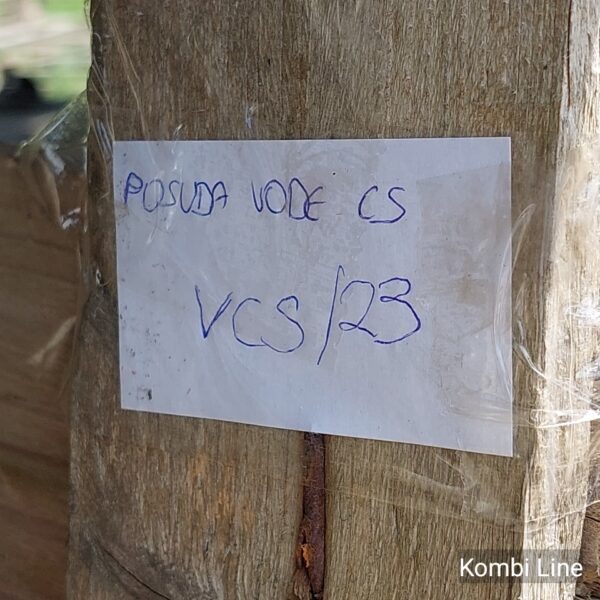 POSUDA VODE CS
VCS/23
Kombi Line